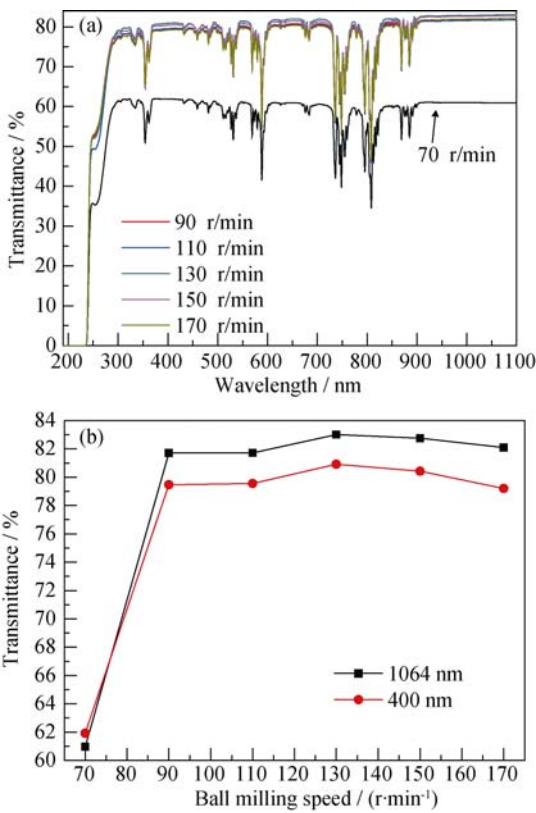 (a)
80
70
60
50
40
30
20
10
0
Transmittance / %
70 r/min
90 r/min
110 r/min
130 r/min
150 r/min
170 r/min
200 300 400 500 600 700 800 900 1000 1100
Wavelength / nm
(b)
84
82
80
78
76
74
72
70
68
66
64
62
60
Transmittance / %
1064 nm
400 nm
70 80 90 100 110 120 130 140 150 160 170
Ball milling speed / (r·min⁻¹)